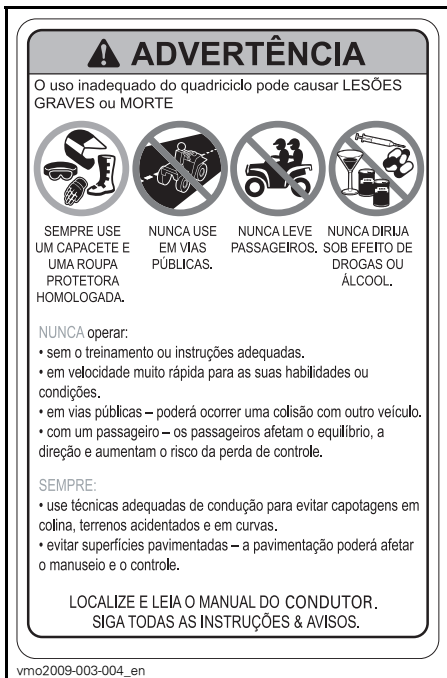 ADVERTÊNCIA
O uso inadequado do quadriciclo pode causar LESÕES
GRAVES ou MORTE
SEMPRE USE
UM CAPACETE E
UMA ROUPA
PROTETORA
HOMOLOGADA.
NUNCA USE
EM VIAS
PÚBLICAS.
NUNCA LEVE
PASSAGEIROS.
NUNCA DIRIJA
SOB EFEITO DE
DROGAS OU
ÁLCOOL.
NUNCA operar:
• sem o treinamento ou instruções adequadas.
• em velocidade muito rápida para as suas habilidades ou
condições.
• em vias públicas – poderá ocorrer uma colisão com outro veículo.
• com um passageiro – os passageiros afetam o equilíbrio, a
direção e aumentam o risco da perda de controle.
SEMPRE:
• use técnicas adequadas de condução para evitar capotagens em
colina, terrenos acidentados e em curvas.
• evitar superfícies pavimentadas – a pavimentação poderá afetar
o manuseio e o controle.
LOCALIZE E LEIA O MANUAL DO CONDUTOR.
SIGA TODAS AS INSTRUÇÕES & AVISOS.
vmo2009-003-004_en